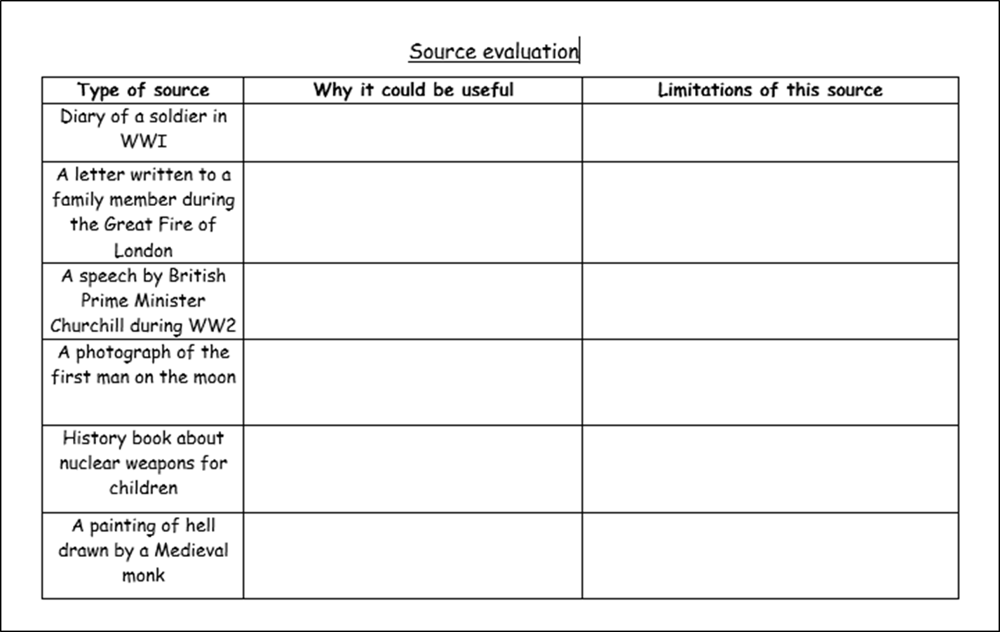 Source evaluation
Type of source Why it could be useful Limitations of this source
Diary of a soldier in
WWI
A letter written to a
family member during
the Great Fire of
London
A speech by British
Prime Minister
Churchill during WW2
A photograph of the
first man on the moon
History book about
nuclear weapons for
children
A painting of hell
drawn by a Medieval
monk